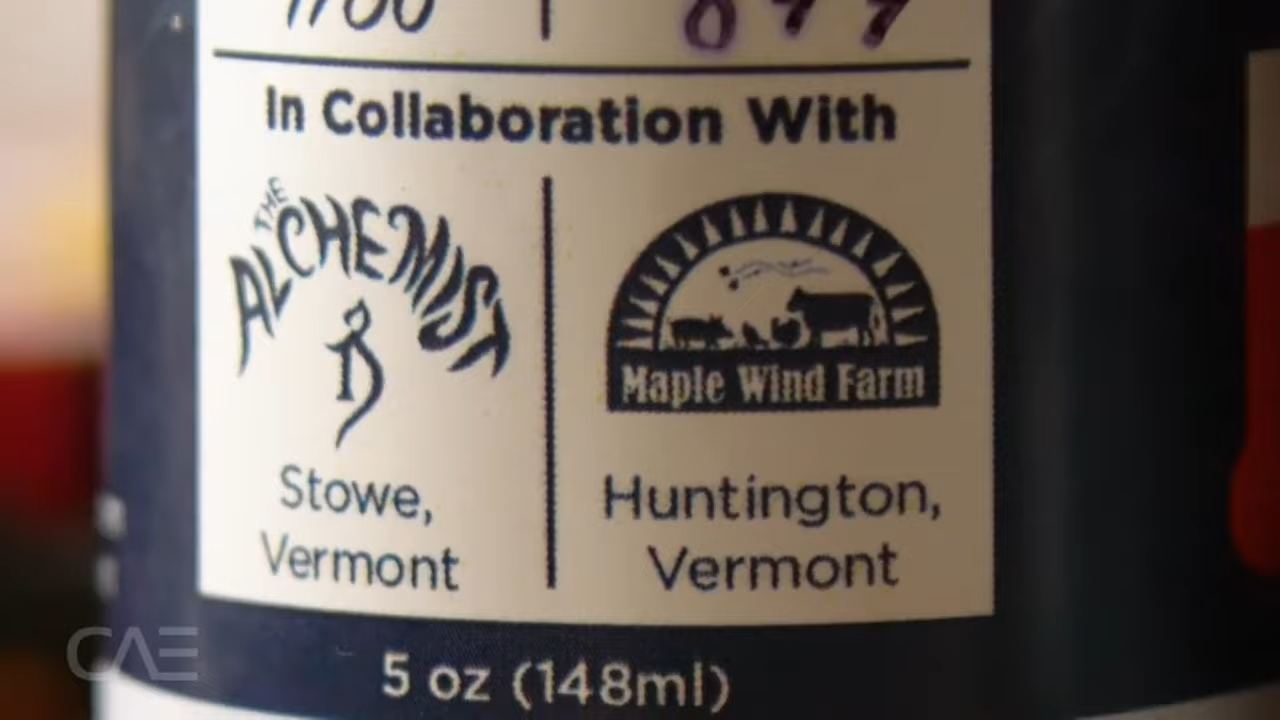 In Collaboration With
THE
ALCHEMIST
Maple Wind Farm
Stowe,
Vermont
Huntington,
Vermont
5 oz (148ml)
CAE